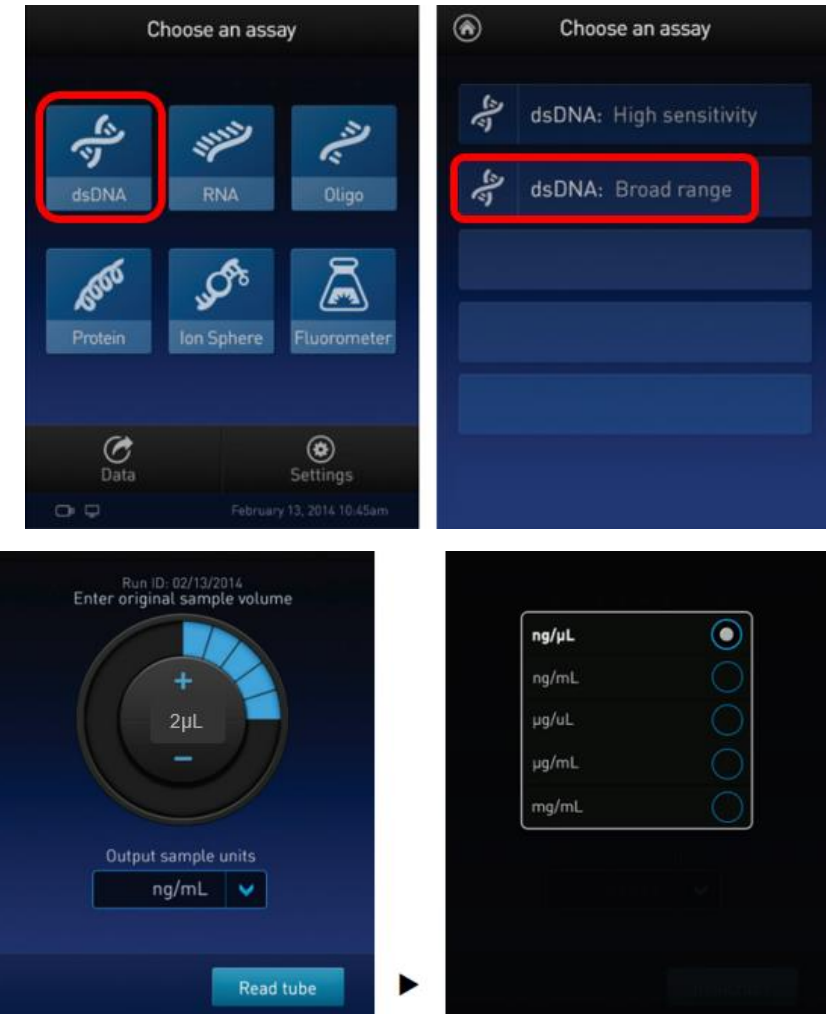 Choose an assay
dsDNA
RNA
Oligo
Protein
Ion Sphere
Fluorometer
Data
Settings
February 13, 2014 10:45am
Choose an assay
dsDNA: High sensitivity
dsDNA: Broad range
Run ID: 02/13/2014
Enter original sample volume
+
2µL
–
Output sample units
ng/mL
Read tube
ng/µL
ng/mL
µg/uL
µg/mL
mg/mL